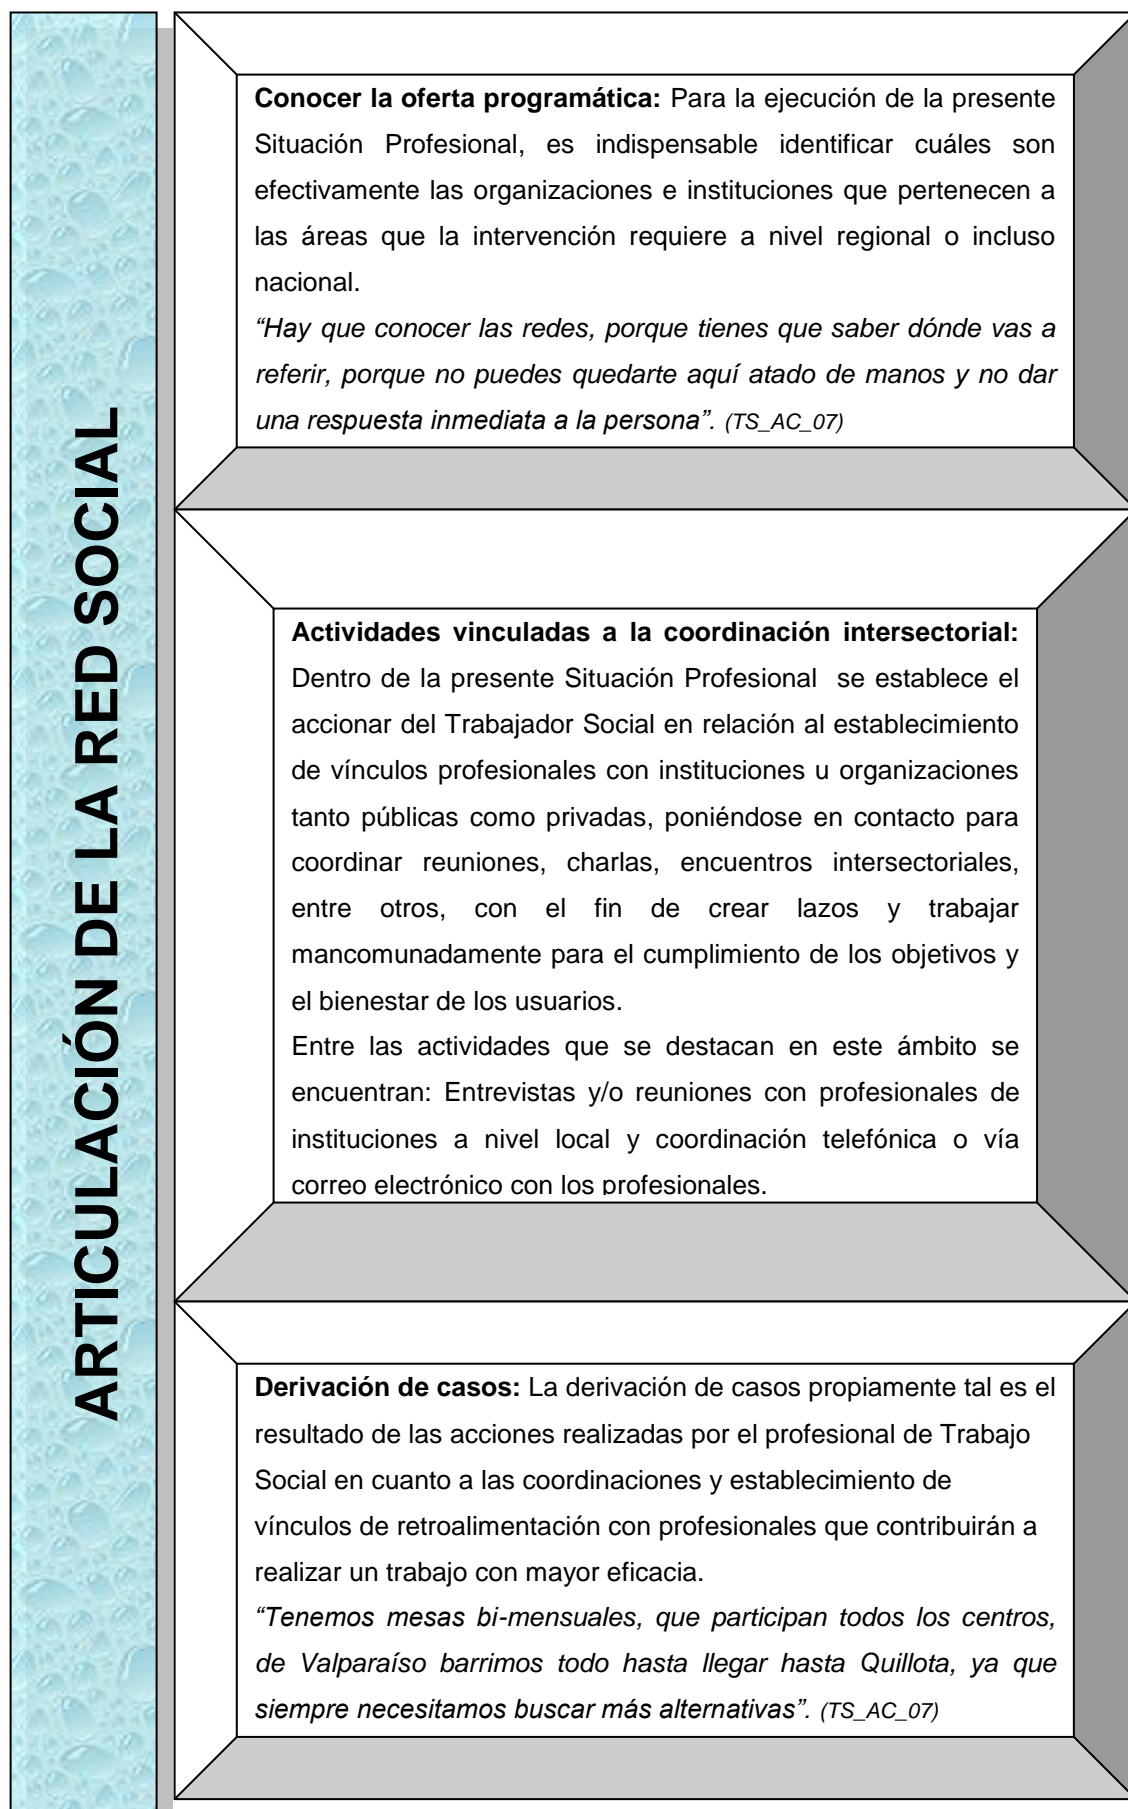 ARTICULACIÓN DE LA RED SOCIAL
Conocer la oferta programática: Para la ejecución de la presente
Situación Profesional, es indispensable identificar cuáles son
efectivamente las organizaciones e instituciones que pertenecen a
las áreas que la intervención requiere a nivel regional o incluso
nacional.
“Hay que conocer las redes, porque tienes que saber dónde vas a
referir, porque no puedes quedarte aquí atado de manos y no dar
una respuesta inmediata a la persona”. (TS_AC_07)
Actividades vinculadas a la coordinación intersectorial:
Dentro de la presente Situación Profesional se establece el
accionar del Trabajador Social en relación al establecimiento
de vínculos profesionales con instituciones u organizaciones
tanto públicas como privadas, poniéndose en contacto para
coordinar reuniones, charlas, encuentros intersectoriales,
entre otros, con el fin de crear lazos y trabajar
mancomunadamente para el cumplimiento de los objetivos y
el bienestar de los usuarios.
Entre las actividades que se destacan en este ámbito se
encuentran: Entrevistas y/o reuniones con profesionales de
instituciones a nivel local y coordinación telefónica o vía
correo electrónico con los profesionales.
Derivación de casos: La derivación de casos propiamente tal es el
resultado de las acciones realizadas por el profesional de Trabajo
Social en cuanto a las coordinaciones y establecimiento de
vínculos de retroalimentación con profesionales que contribuirán a
realizar un trabajo con mayor eficacia.
“Tenemos mesas bi-mensuales, que participan todos los centros,
de Valparaíso barrimos todo hasta llegar hasta Quillota, ya que
siempre necesitamos buscar más alternativas”. (TS_AC_07)